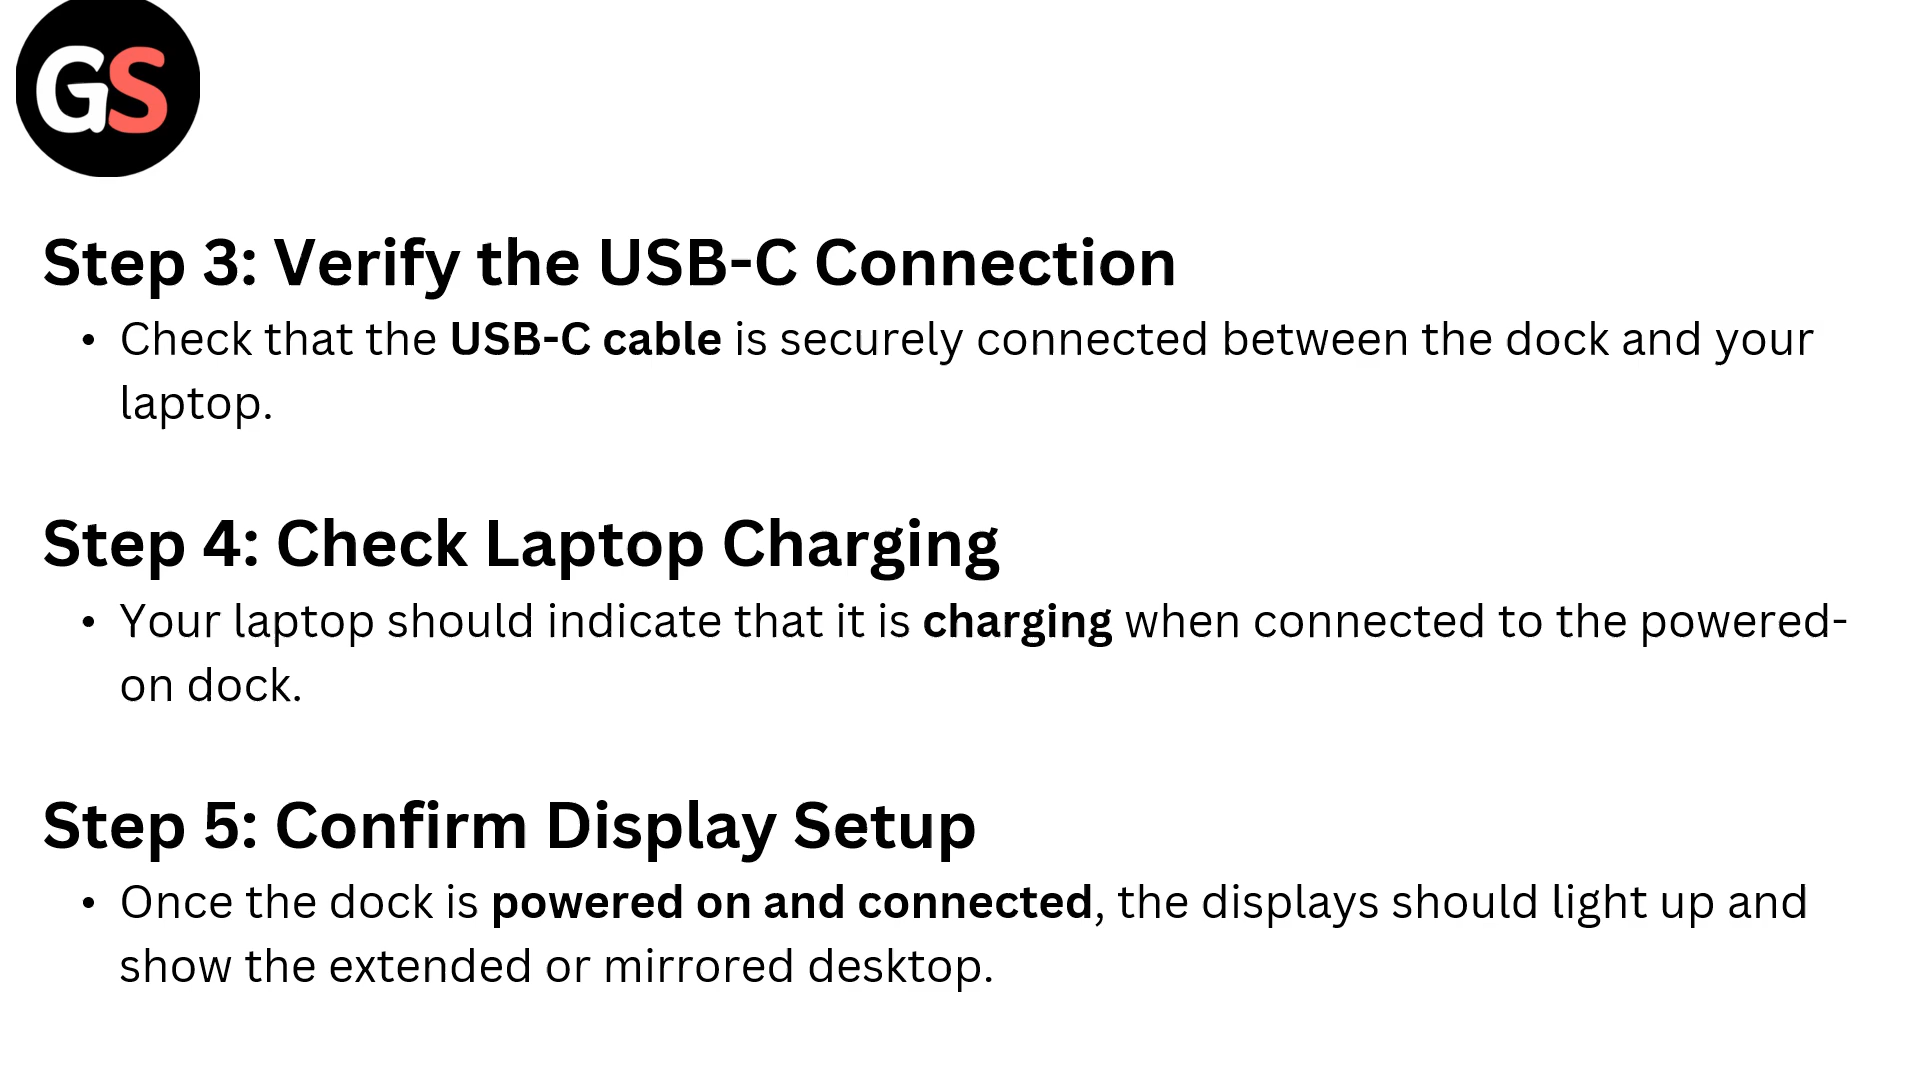 GS
Step 3: Verify the USB-C Connection
• Check that the USB-C cable is securely connected between the dock and your
laptop.
Step 4: Check Laptop Charging
• Your laptop should indicate that it is charging when connected to the powered-
on dock.
Step 5: Confirm Display Setup
• Once the dock is powered on and connected, the displays should light up and
show the extended or mirrored desktop.